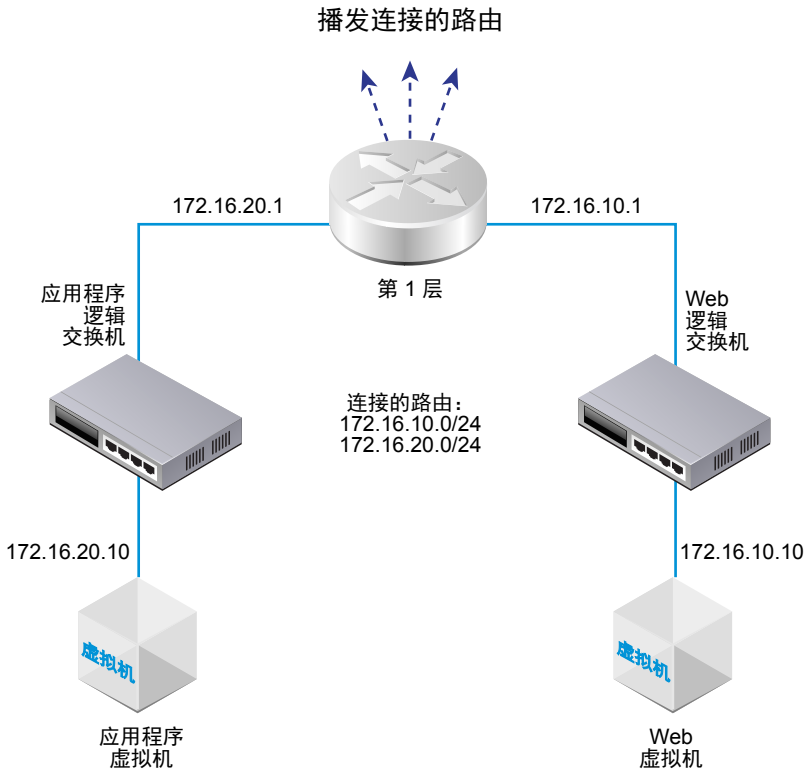 播发连接的路由
172.16.20.1
172.16.10.1
第 1 层
应用程序
逻辑
交换机
Web
逻辑
交换机
连接的路由：
172.16.10.0/24
172.16.20.0/24
172.16.20.10
172.16.10.10
虚拟机
虚拟机
应用程序
虚拟机
Web
虚拟机